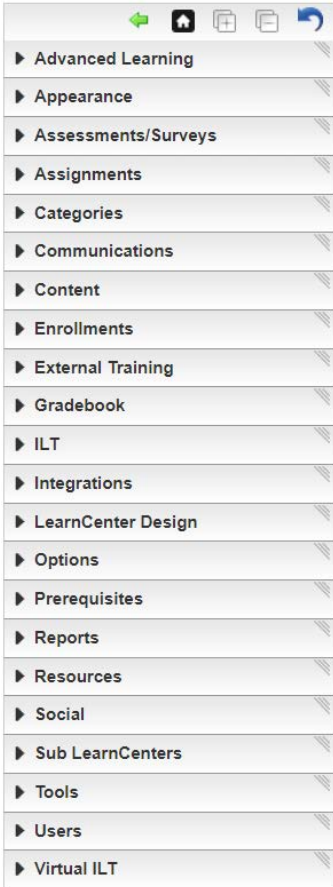 Advanced Learning
Appearance
Assessments/Surveys
Assignments
Categories
Communications
Content
Enrollments
External Training
Gradebook
ILT
Integrations
LearnCenter Design
Options
Prerequisites
Reports
Resources
Social
Sub LearnCenters
Tools
Users
Virtual ILT